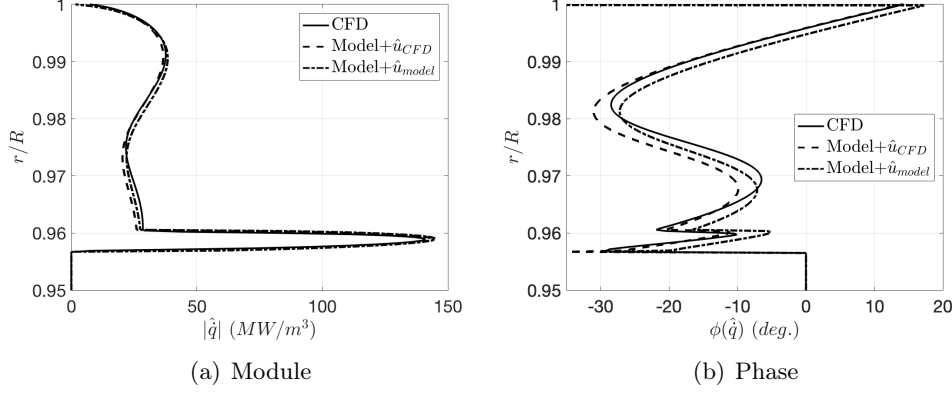 1
0.99
0.98
0.97
0.96
0.95
r/R
0
50
100
150
|q̂̇| (MW/m³)
CFD
Model+û_CFD
Model+û_model
(a) Module
1
0.99
0.98
0.97
0.96
0.95
r/R
-30
-20
-10
0
10
20
ϕ(q̂̇) (deg.)
CFD
Model+û_CFD
Model+û_model
(b) Phase